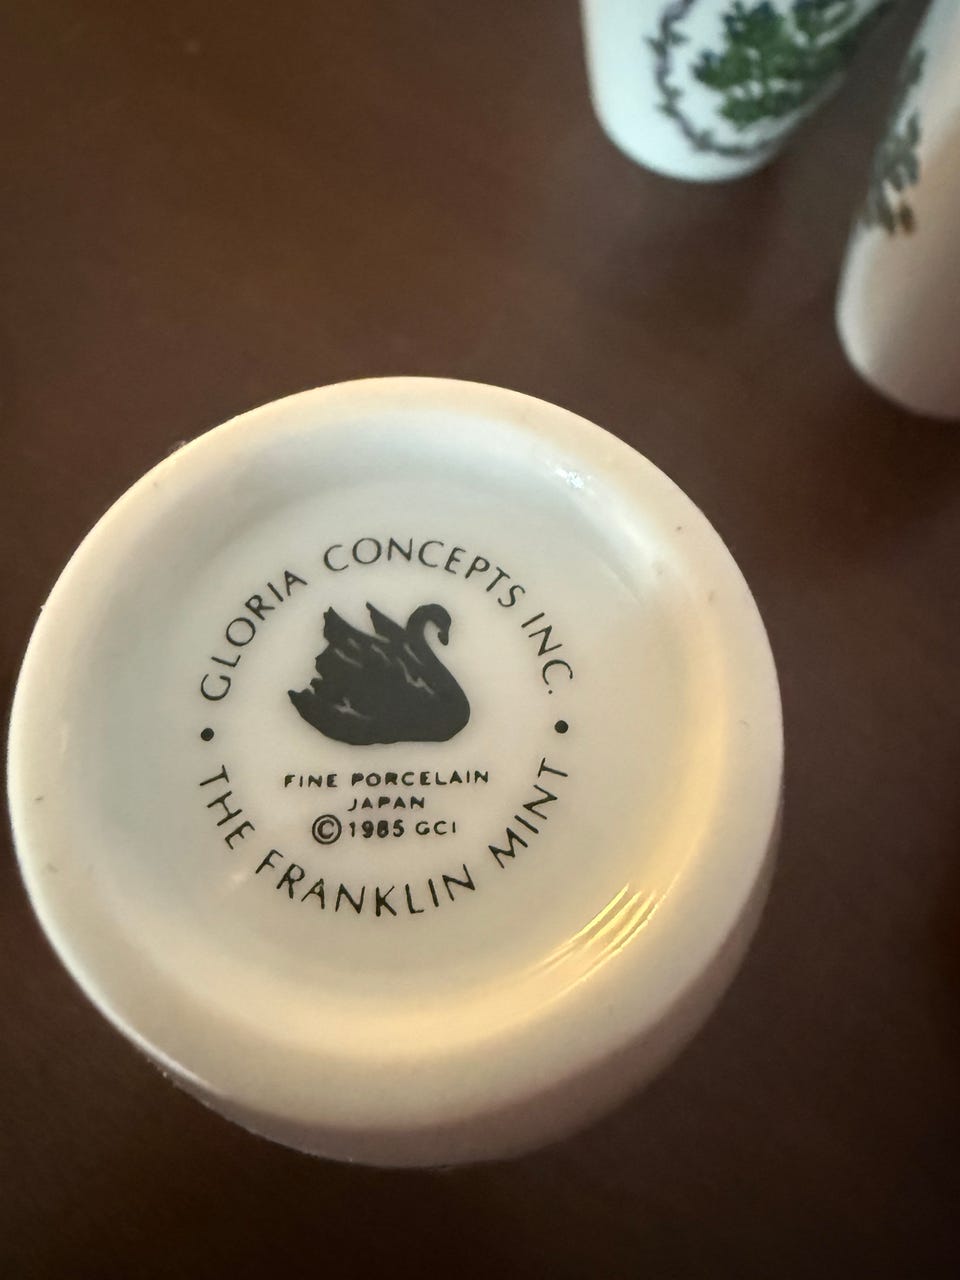 GLORIA CONCEPTS INC.
FINE PORCELAIN
JAPAN
© 1985 GCI
• THE FRANKLIN MINT •